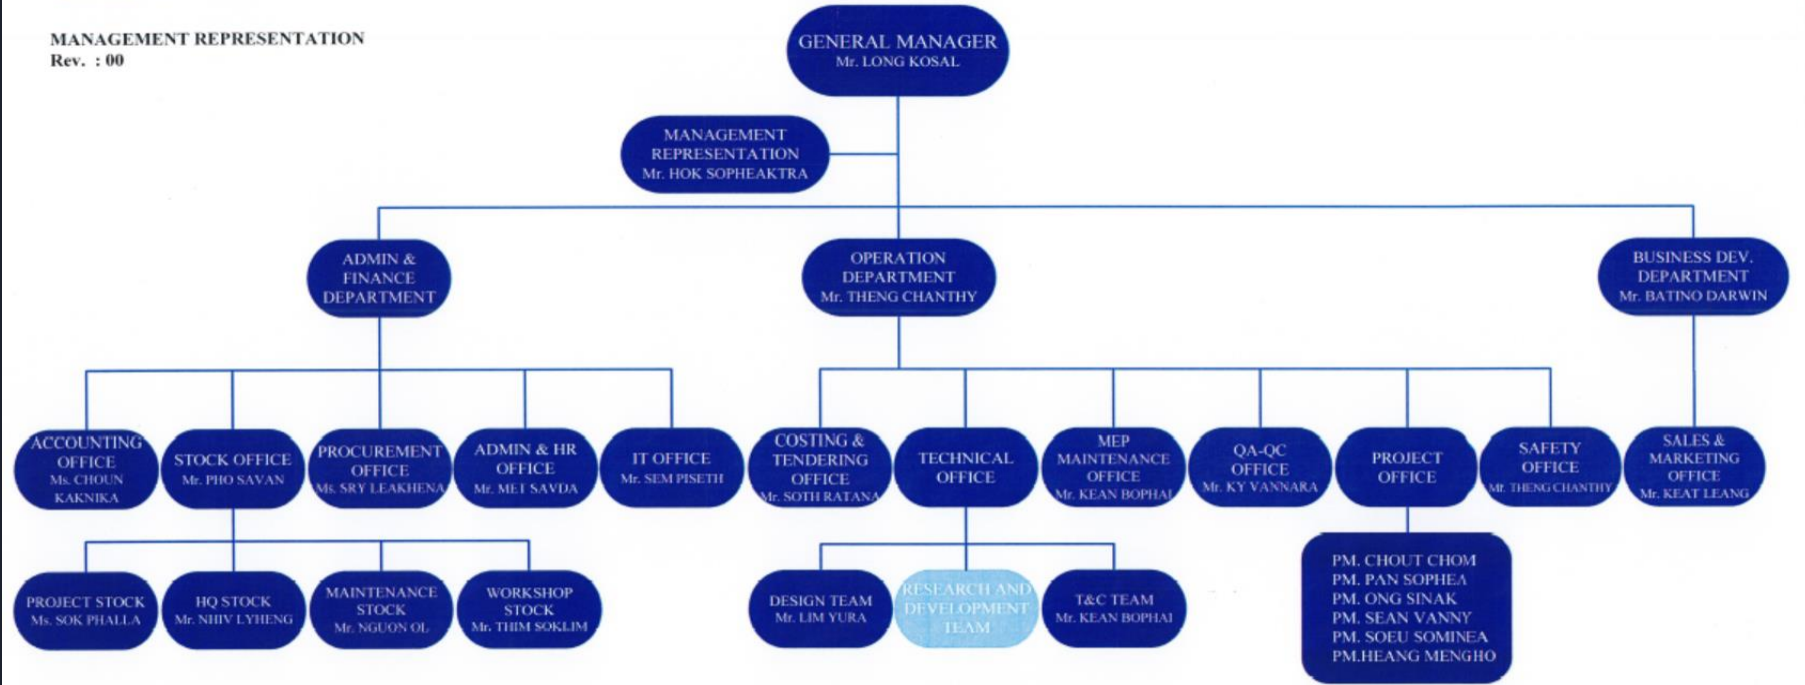 MANAGEMENT REPRESENTATION
Rev. : 00
GENERAL MANAGER
Mr. LONG KOSAL
MANAGEMENT
REPRESENTATION
Mr. HOK SOPHEAKTRA
ADMIN &
FINANCE
DEPARTMENT
OPERATION
DEPARTMENT
Mr. THENG CHANTHY
BUSINESS DEV.
DEPARTMENT
Mr. BATINO DARWIN
ACCOUNTING
OFFICE
Ms. CHOUN
KAKNIKA
STOCK OFFICE
Mr. PHO SAVAN
PROCUREMENT
OFFICE
Ms. SRY LEAKHENA
ADMIN & HR
OFFICE
Mr. MET SAVDA
IT OFFICE
Mr. SEM PISETH
COSTING &
TENDERING
OFFICE
Mr. SOTH RATANA
TECHNICAL
OFFICE
MEP
MAINTENANCE
OFFICE
Mr. KEAN BOPHAI
QA-QC
OFFICE
Mr. KY VANNARA
PROJECT
OFFICE
SAFETY
OFFICE
Mr. THENG CHANTHY
SALES &
MARKETING
OFFICE
Mr. KEAT LEANG
PROJECT STOCK
Ms. SOK PHALLA
HQ STOCK
Mr. NHIV LYHENG
MAINTENANCE
STOCK
Mr. NGUON OL
WORKSHOP
STOCK
Mr. THIM SOKLIM
DESIGN TEAM
Mr. LIM YURA
RESEARCH AND
DEVELOPMENT
TEAM
T&C TEAM
Mr. KEAN BOPHAI
PM. CHOUT CHOM
PM. PAN SOPHEA
PM. ONG SINAK
PM. SEAN VANNY
PM. SOEU SOMINEA
PM.HEANG MENGHO